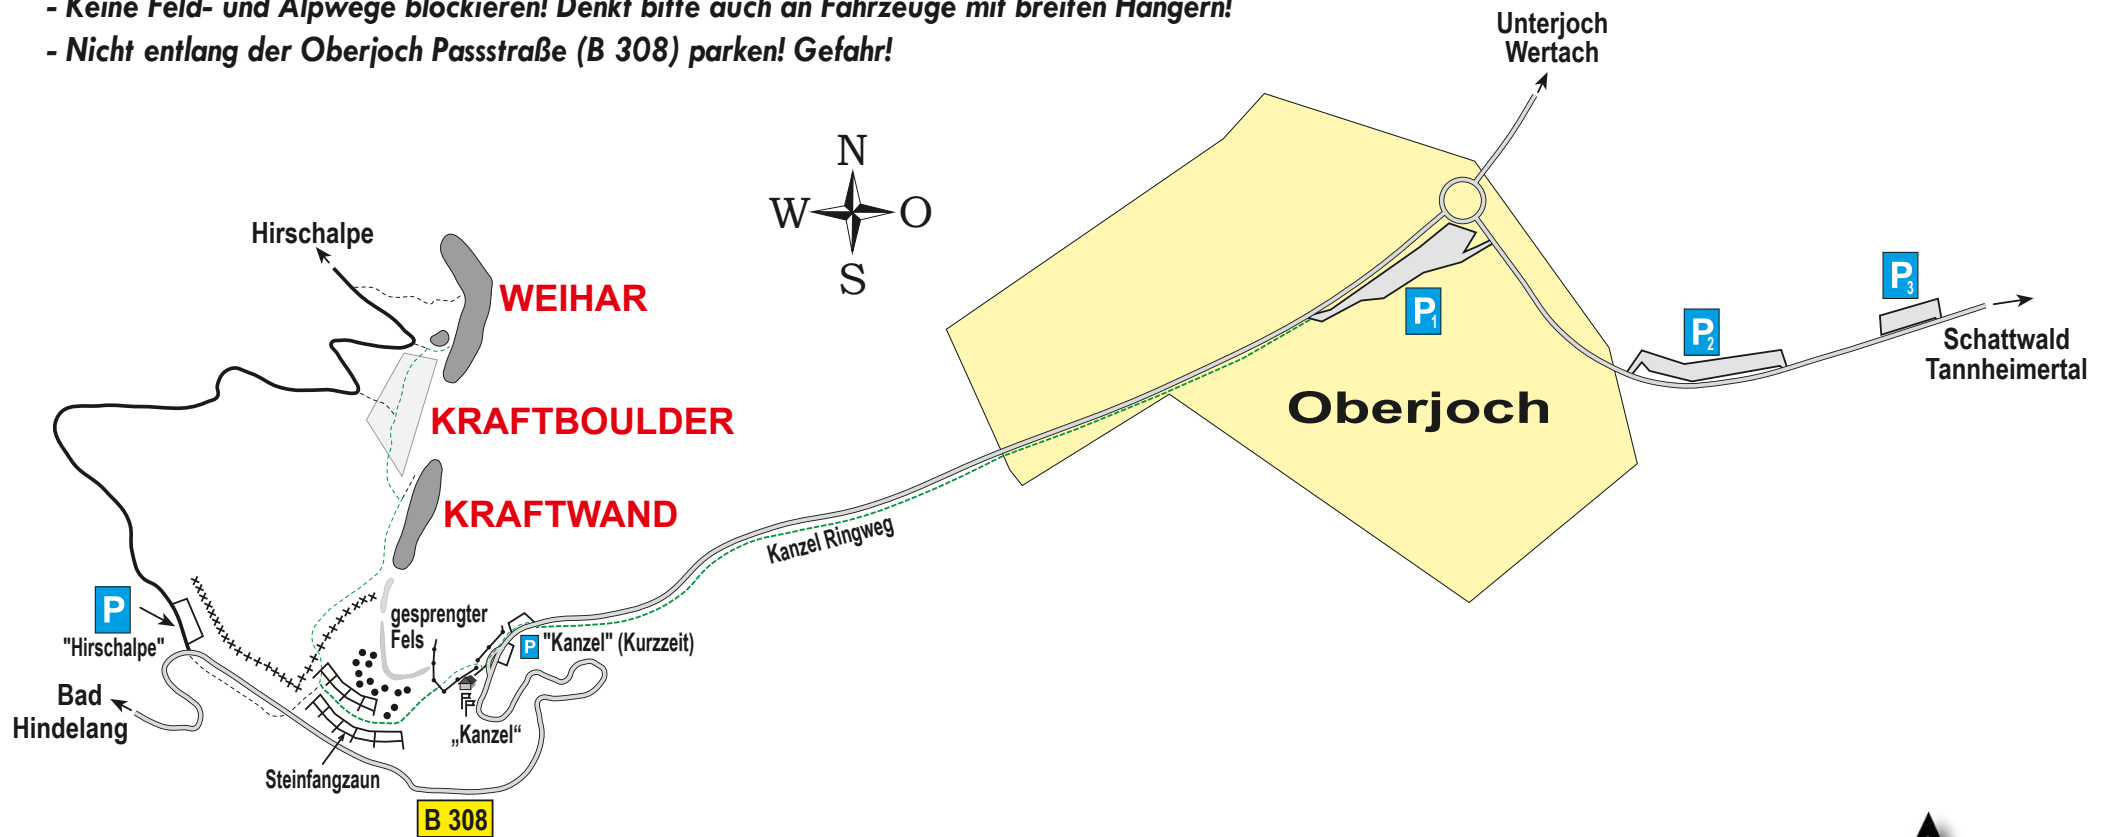 - Keine Feld- und Alpwege blockieren! Denkt bitte auch an Fahrzeuge mit breiten Hängern!
- Nicht entlang der Oberjoch Passstraße (B 308) parken! Gefahr!
Unterjoch
Wertach
N
W
O
S
Hirschalpe
WEIHAR
P1
P2
P3
Schattwald
Tannheimertal
Oberjoch
KRAFTBOULDER
KRAFTWAND
Kanzel Ringweg
P
"Hirschalpe"
gesprengter
Fels
P "Kanzel" (Kurzzeit)
Bad
Hindelang
„Kanzel“
Steinfangzaun
B 308